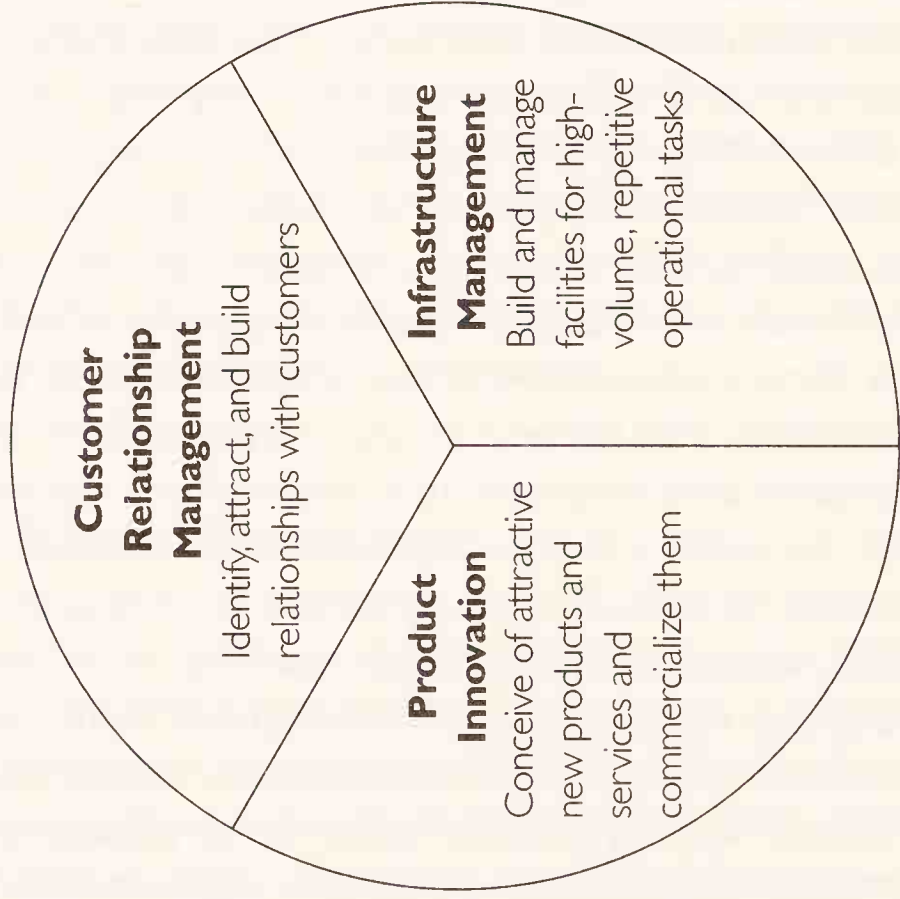 Customer
Relationship
Management
Identify, attract, and build
relationships with customers
Product
Innovation
Conceive of attractive
new products and
services and
commercialize them
Infrastructure
Management
Build and manage
facilities for high-
volume, repetitive
operational tasks